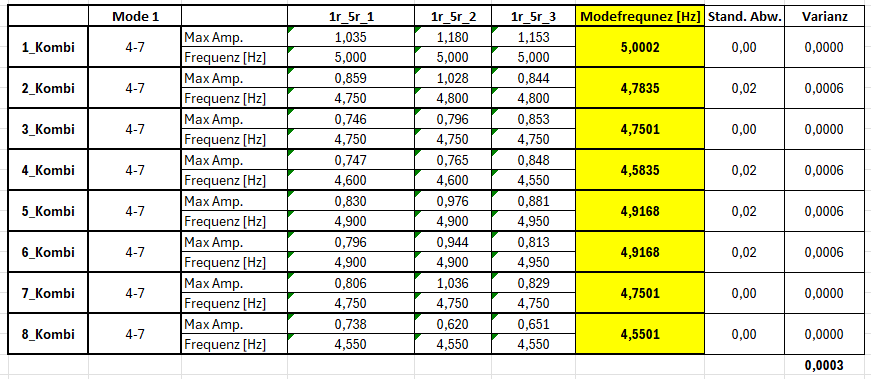 Mode 1 1r_5r_1 1r_5r_2 1r_5r_3 Modefrequnez [Hz] Stand. Abw. Varianz
1_Kombi 4-7 Max Amp. 1,035 1,180 1,153 5,0002 0,00 0,0000
Frequenz [Hz] 5,000 5,000 5,000
2_Kombi 4-7 Max Amp. 0,859 1,028 0,844 4,7835 0,02 0,0006
Frequenz [Hz] 4,750 4,800 4,800
3_Kombi 4-7 Max Amp. 0,746 0,796 0,853 4,7501 0,00 0,0000
Frequenz [Hz] 4,750 4,750 4,750
4_Kombi 4-7 Max Amp. 0,747 0,765 0,848 4,5835 0,02 0,0006
Frequenz [Hz] 4,600 4,600 4,550
5_Kombi 4-7 Max Amp. 0,830 0,976 0,881 4,9168 0,02 0,0006
Frequenz [Hz] 4,900 4,900 4,950
6_Kombi 4-7 Max Amp. 0,796 0,944 0,813 4,9168 0,02 0,0006
Frequenz [Hz] 4,900 4,900 4,950
7_Kombi 4-7 Max Amp. 0,806 1,036 0,829 4,7501 0,00 0,0000
Frequenz [Hz] 4,750 4,750 4,750
8_Kombi 4-7 Max Amp. 0,738 0,620 0,651 4,5501 0,00 0,0000
Frequenz [Hz] 4,550 4,550 4,550
0,0003